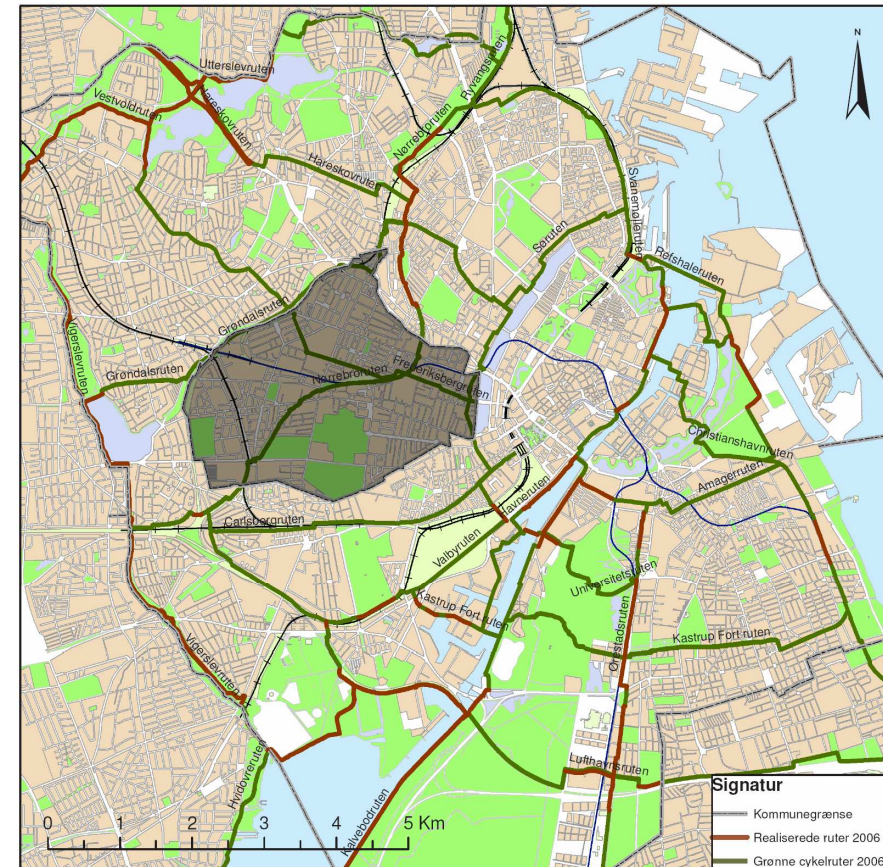 N
Utterslevruten
Ryvangsruten
Vestvoldruten
Hareskovruten
Nørrebroruten
Hareskovruten
Svanemølleruten
Søruten
Refshaleruten
Vigerslevruten
Grøndalsruten
Grøndalsruten
Nørrebroruten
Frederiksbergruten
Christianshavnruten
Amagerruten
Havneruten
Carlsbergruten
Valbyruten
Universitetsruten
Kastrup Fort ruten
Ørestadsruten
Kastrup Fort ruten
Vigerslevruten
Hvidovreruten
Lufthavnsruten
Kalvebodruten
0 1 2 3 4 5 Km
Signatur
Kommunegrænse
Realiserede ruter 2006
Grønne cykelruter 2006